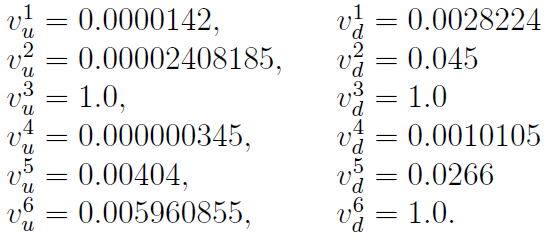 v_u^1 = 0.0000142, v_d^1 = 0.0028224
v_u^2 = 0.00002408185, v_d^2 = 0.045
v_u^3 = 1.0, v_d^3 = 1.0
v_u^4 = 0.000000345, v_d^4 = 0.0010105
v_u^5 = 0.00404, v_d^5 = 0.0266
v_u^6 = 0.005960855, v_d^6 = 1.0.